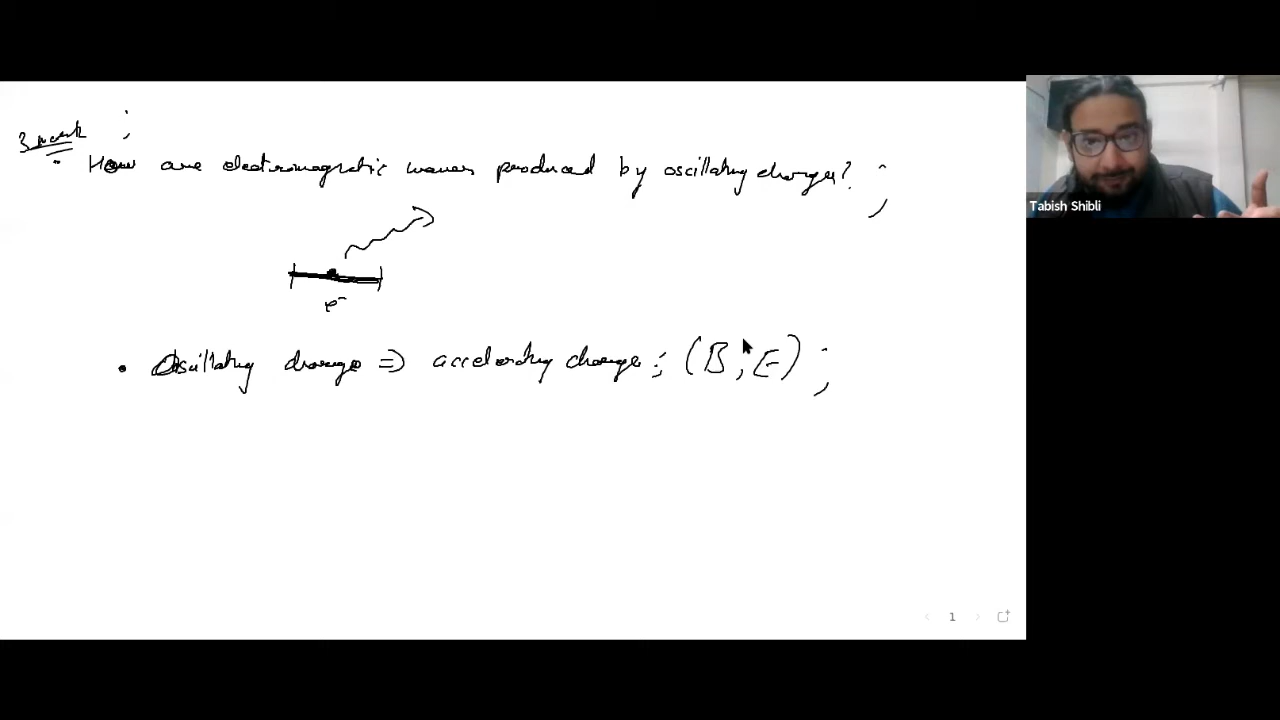 3 mark ;
• How are electromagnetic waves produced by oscillating charges? ;
Tabish Shibli
e⁻
• Oscillating charge ⇒ accelerating charge ; (B, E) ;
1